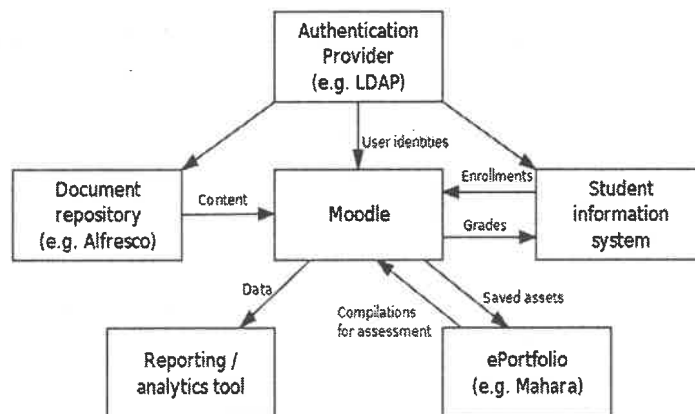 Authentication
Provider
(e.g. LDAP)
User identities
Document
repository
(e.g. Alfresco)
Content
Moodle
Enrollments
Grades
Student
information
system
Data
Compilations
for assessment
Saved assets
Reporting /
analytics tool
ePortfolio
(e.g. Mahara)